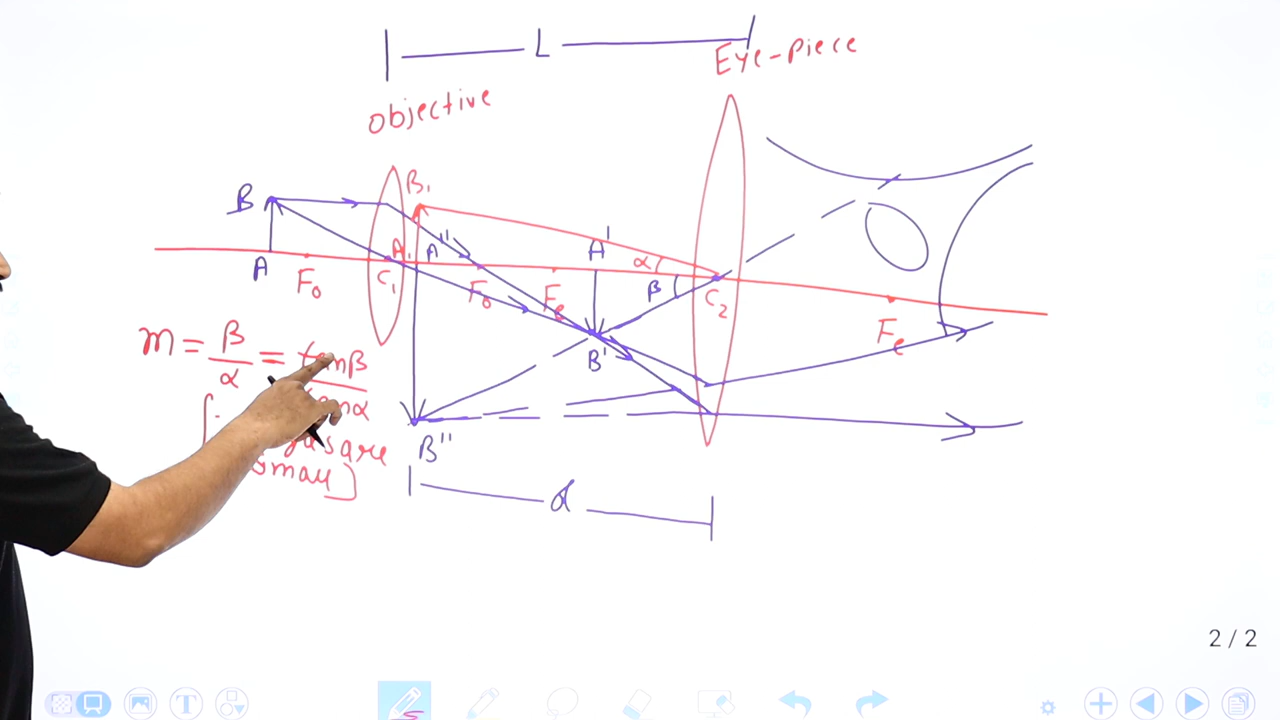 L
Eye-piece
objective
B
B₁
A'
A
F₀
C₁
A₁
A''
F₀
Fe
α
β
C₂
Fe
B'
m = β/α = tanβ/tanα
are
small]
B''
d
2 / 2